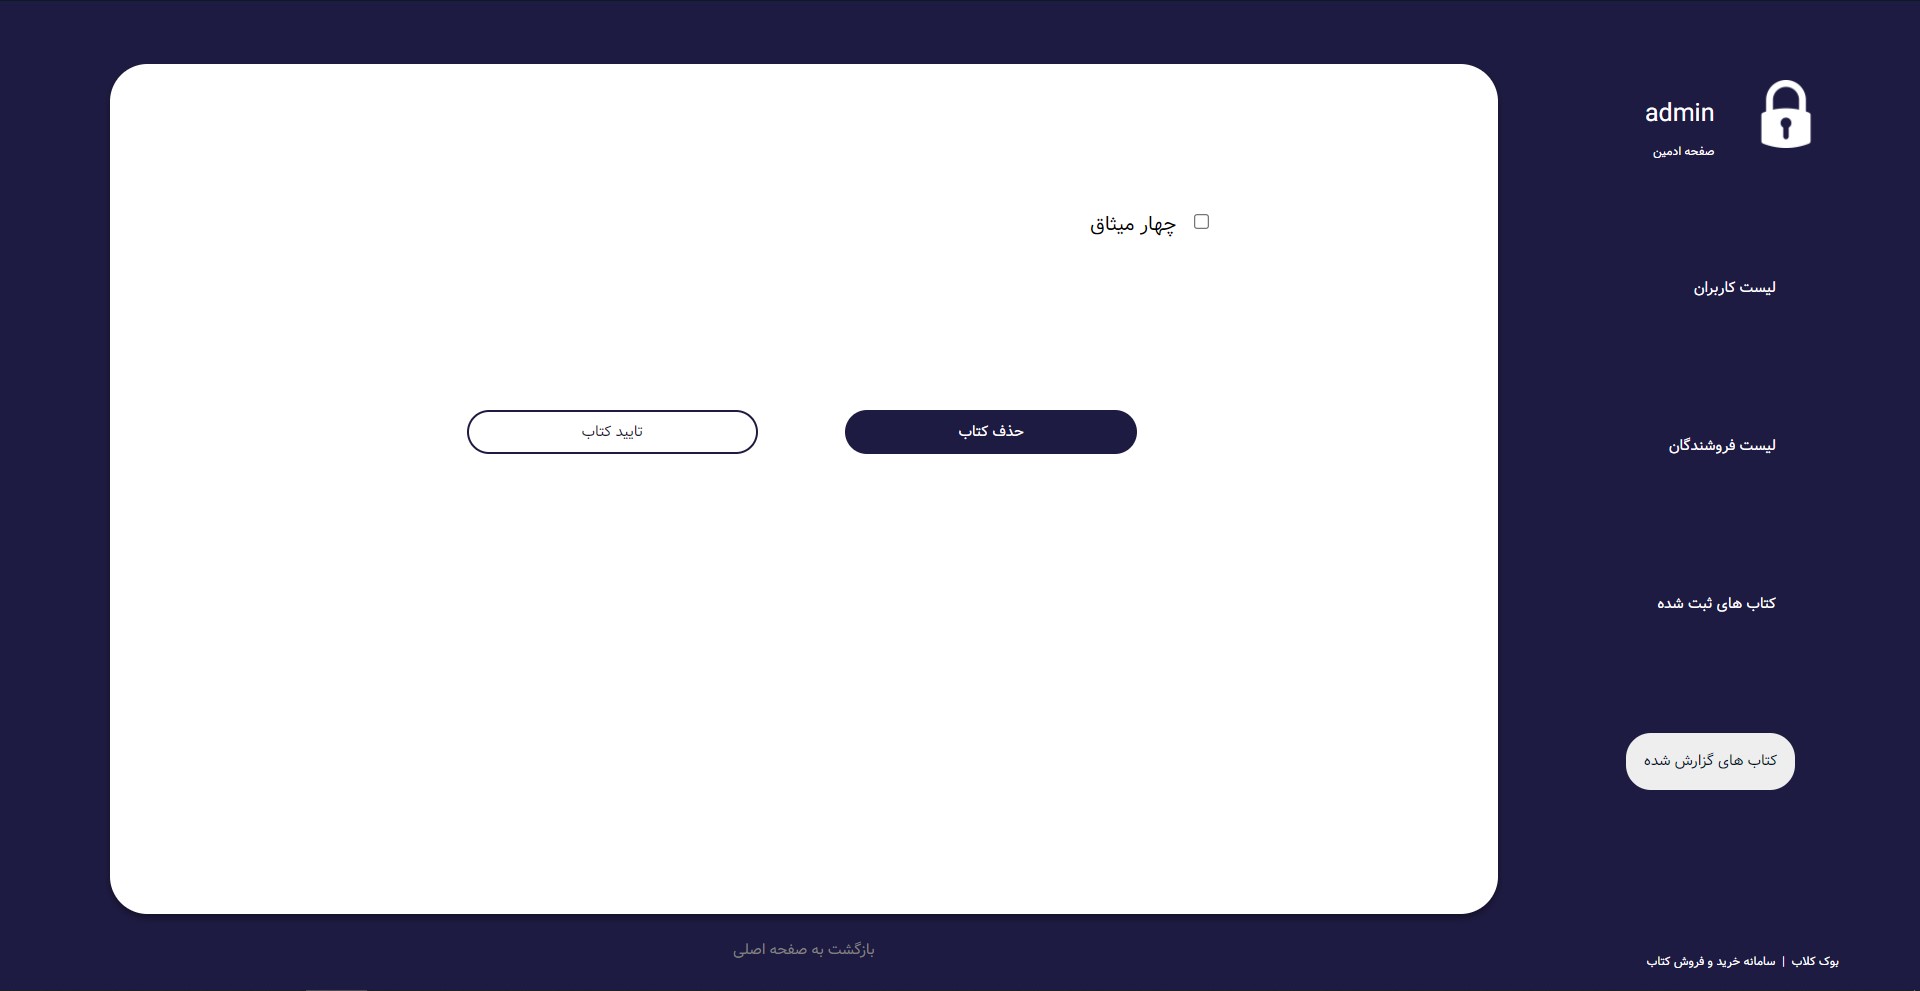 admin
صفحه ادمین
لیست کاربران
لیست فروشندگان
کتاب های ثبت شده
کتاب های گزارش شده
بوک کلاب | سامانه خرید و فروش کتاب
چهار میثاق
حذف کتاب
تایید کتاب
بازگشت به صفحه اصلی